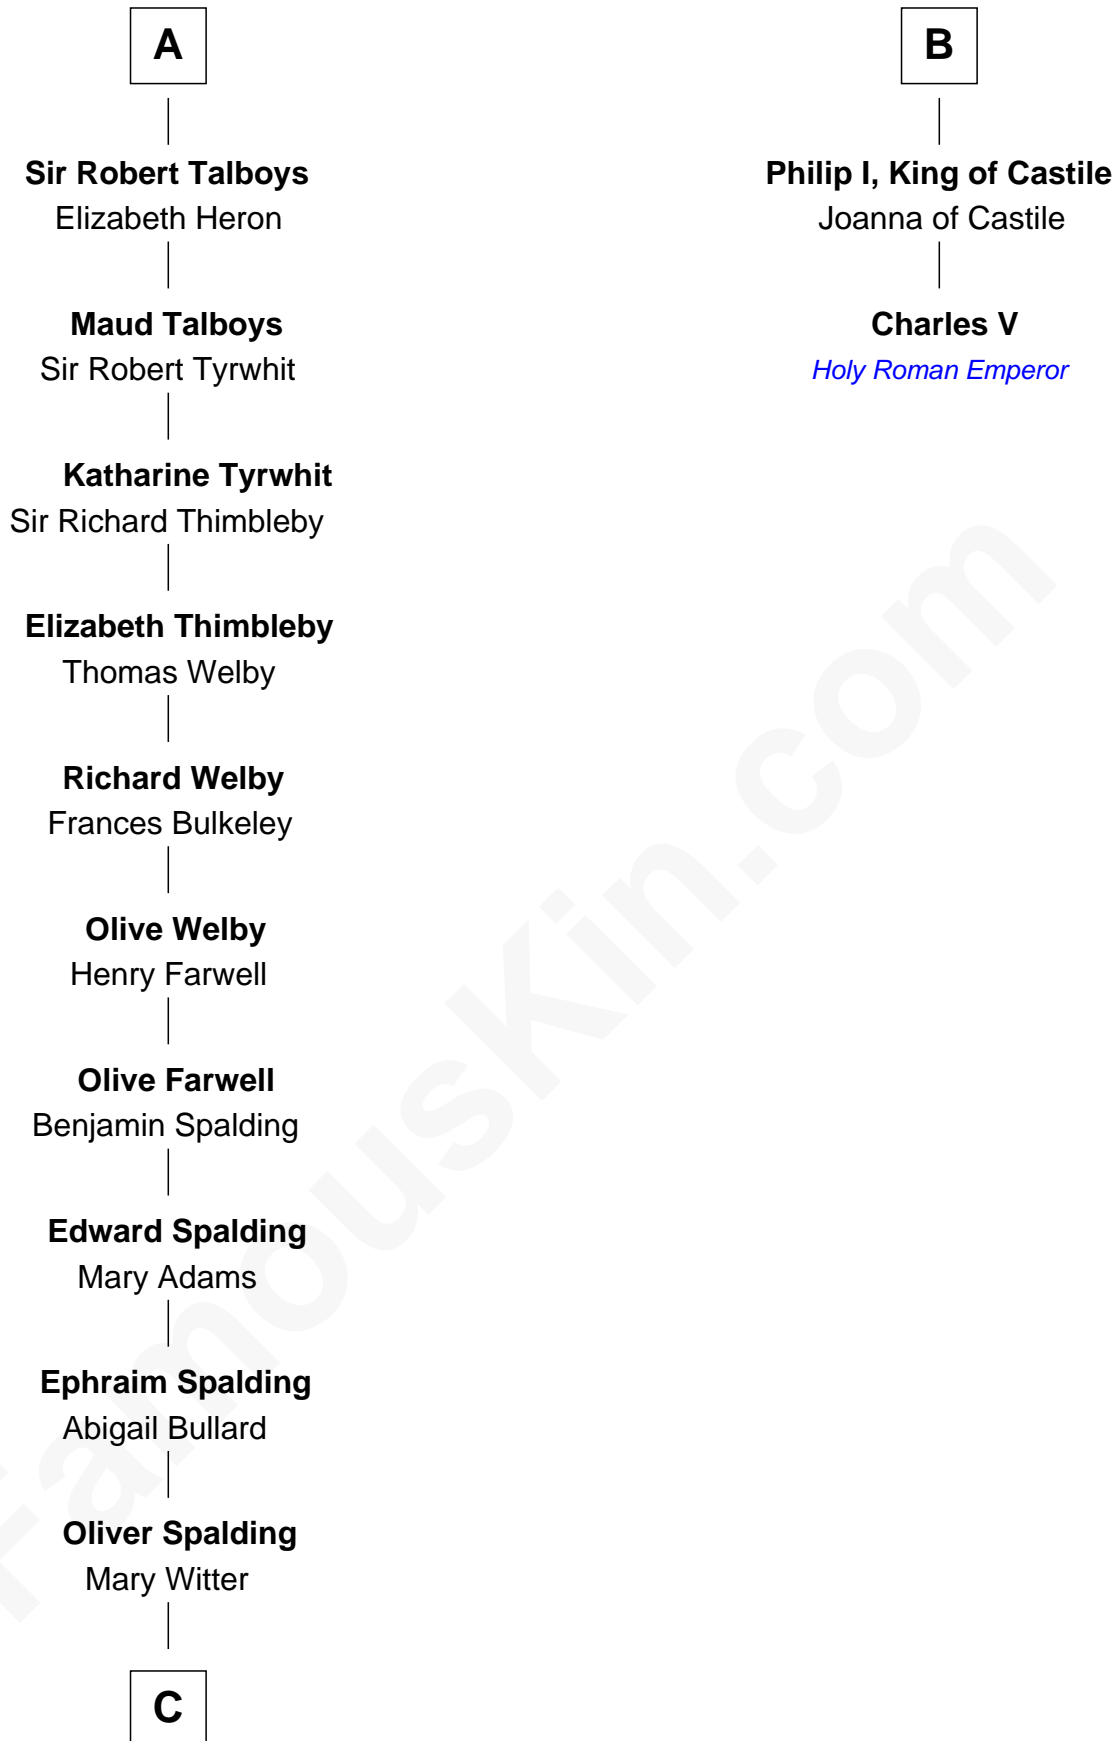 A
Sir Robert Talboys
Elizabeth Heron
Maud Talboys
Sir Robert Tyrwhit
Katharine Tyrwhit
Sir Richard Thimbleby
Elizabeth Thimbleby
Thomas Welby
Richard Welby
Frances Bulkeley
Olive Welby
Henry Farwell
Olive Farwell
Benjamin Spalding
Edward Spalding
Mary Adams
Ephraim Spalding
Abigail Bullard
Oliver Spalding
Mary Witter
C
B
Philip I, King of Castile
Joanna of Castile
Charles V
Holy Roman Emperor
FamousKin.com